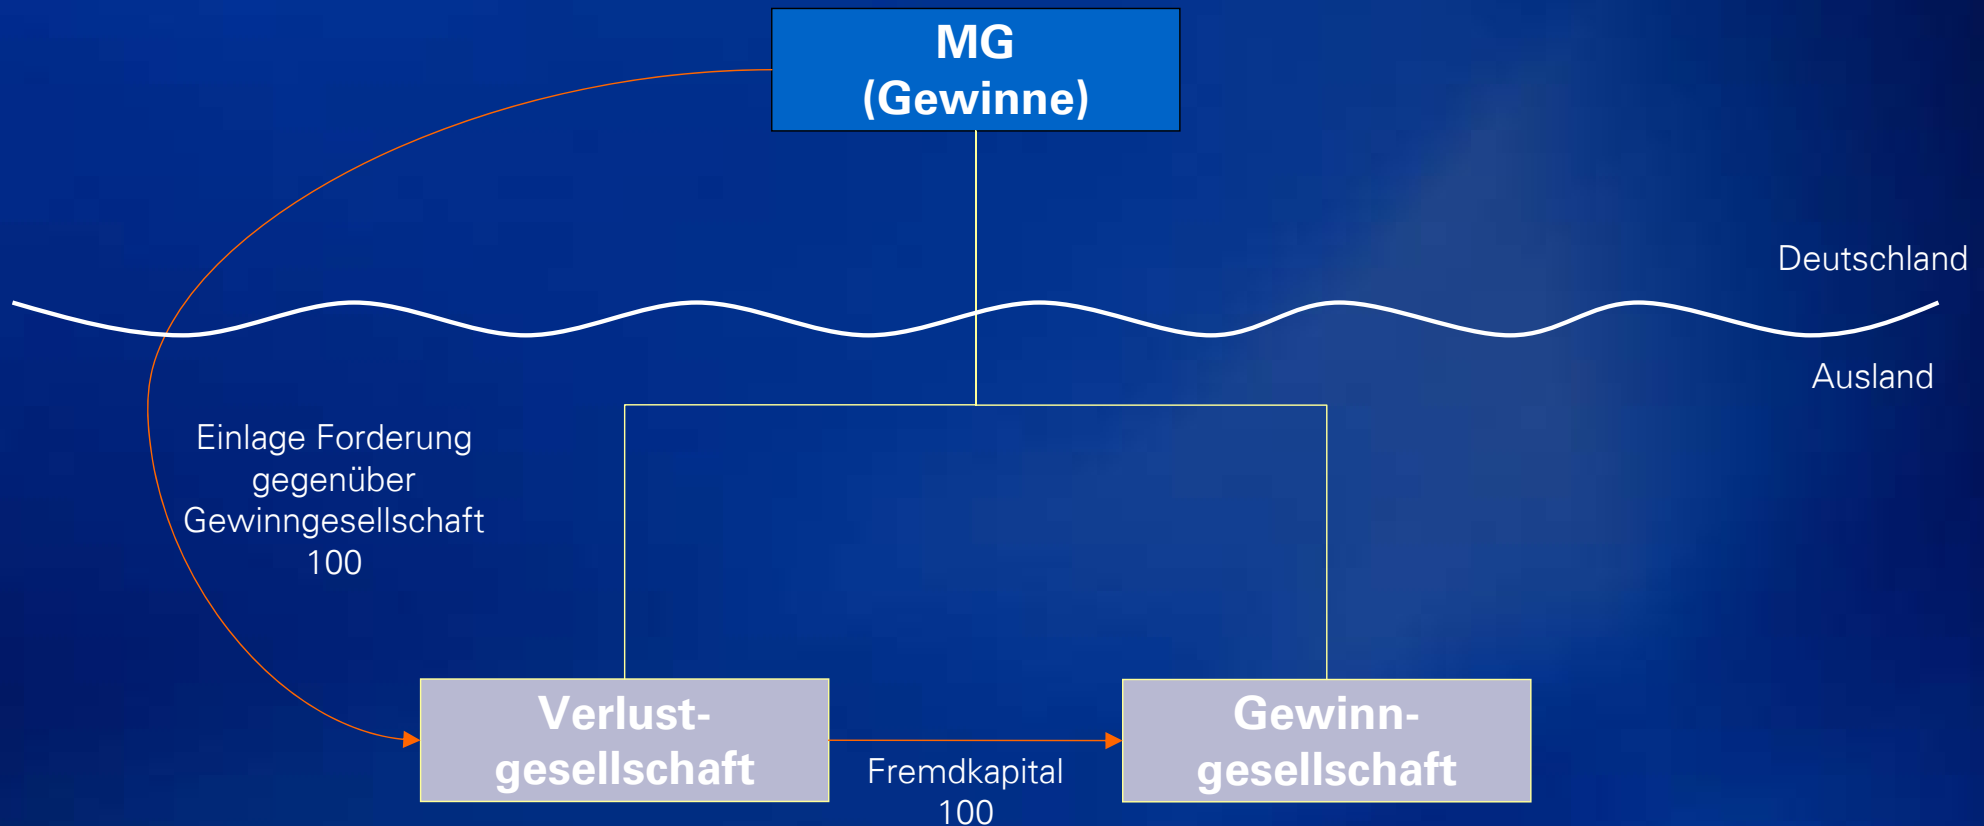 MG
(Gewinne)
Deutschland
Ausland
Einlage Forderung
gegenüber
Gewinngesellschaft
100
Verlust-
gesellschaft
Fremdkapital
100
Gewinn-
gesellschaft